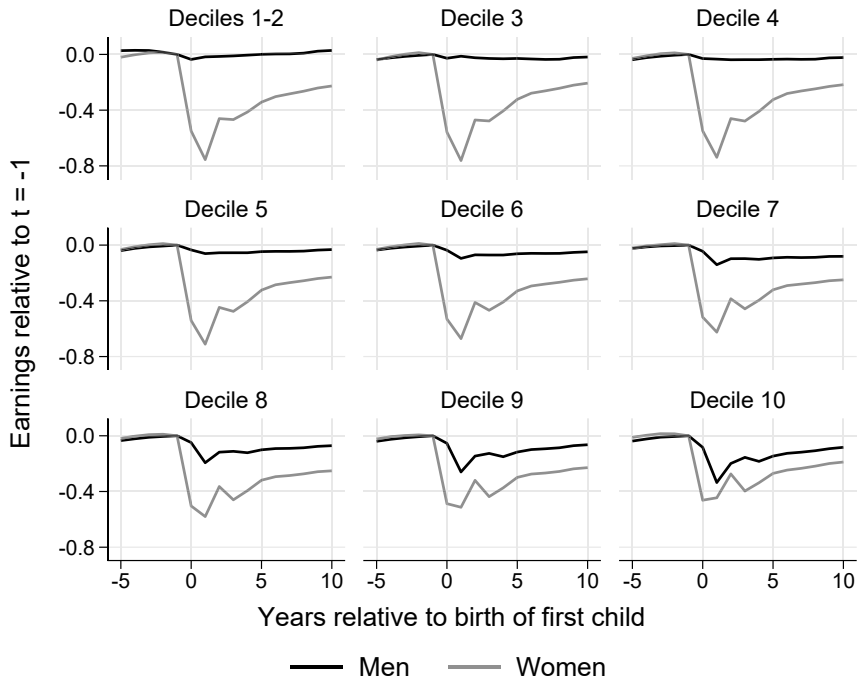 Deciles 1-2
Decile 3
Decile 4
0.0
-0.4
-0.8
Decile 5
Decile 6
Decile 7
0.0
-0.4
-0.8
Decile 8
Decile 9
Decile 10
0.0
-0.4
-0.8
-5 0 5 10
-5 0 5 10
-5 0 5 10
Earnings relative to t = -1
Years relative to birth of first child
Men Women